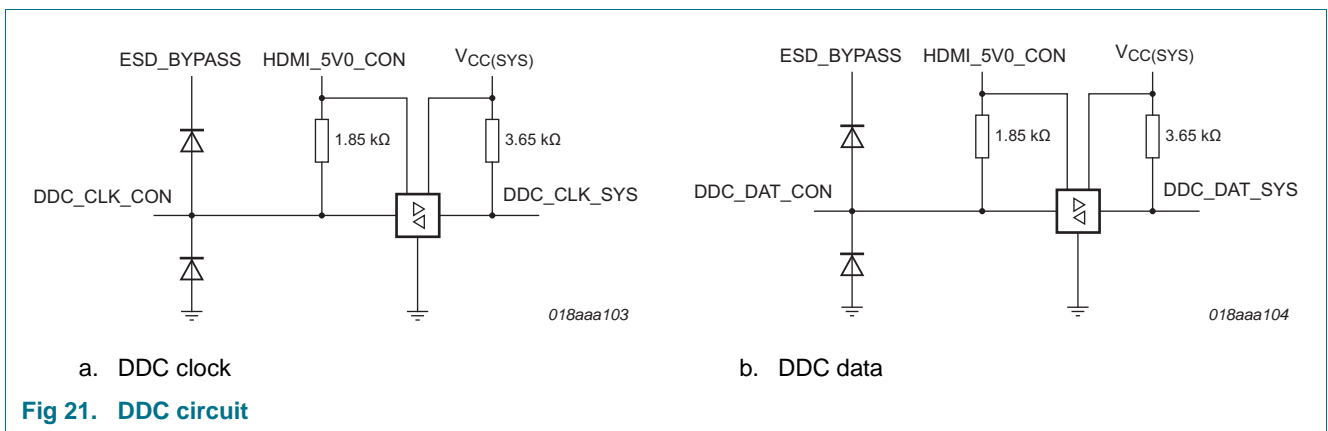 ESD_BYPASS HDMI_5V0_CON VCC(SYS)
1.85 kΩ 3.65 kΩ
DDC_CLK_CON DDC_CLK_SYS
018aaa103
a. DDC clock
ESD_BYPASS HDMI_5V0_CON VCC(SYS)
1.85 kΩ 3.65 kΩ
DDC_DAT_CON DDC_DAT_SYS
018aaa104
b. DDC data
Fig 21. DDC circuit